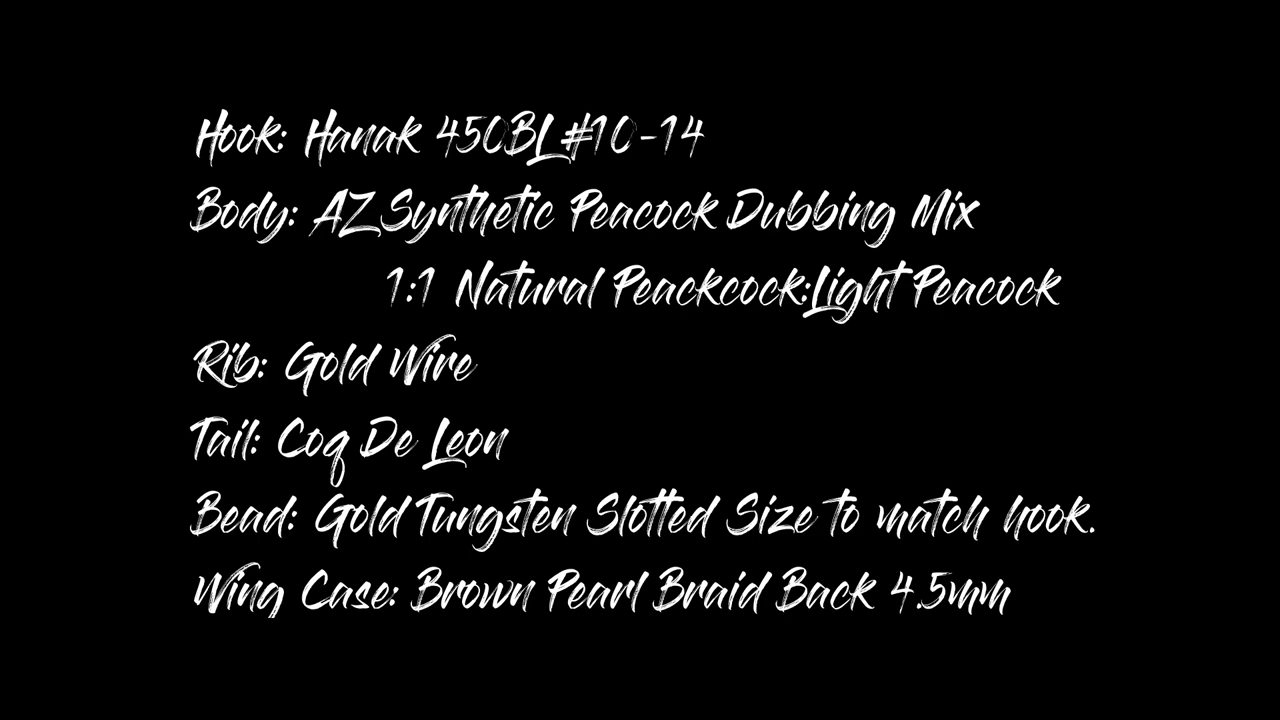 Hook: Hanak 450BL #10-14
Body: AZ Synthetic Peacock Dubbing Mix
1:1 Natural Peackcock:Light Peacock
Rib: Gold Wire
Tail: Coq De Leon
Bead: Gold Tungsten Slotted Size to match hook.
Wing Case: Brown Pearl Braid Back 4.5mm